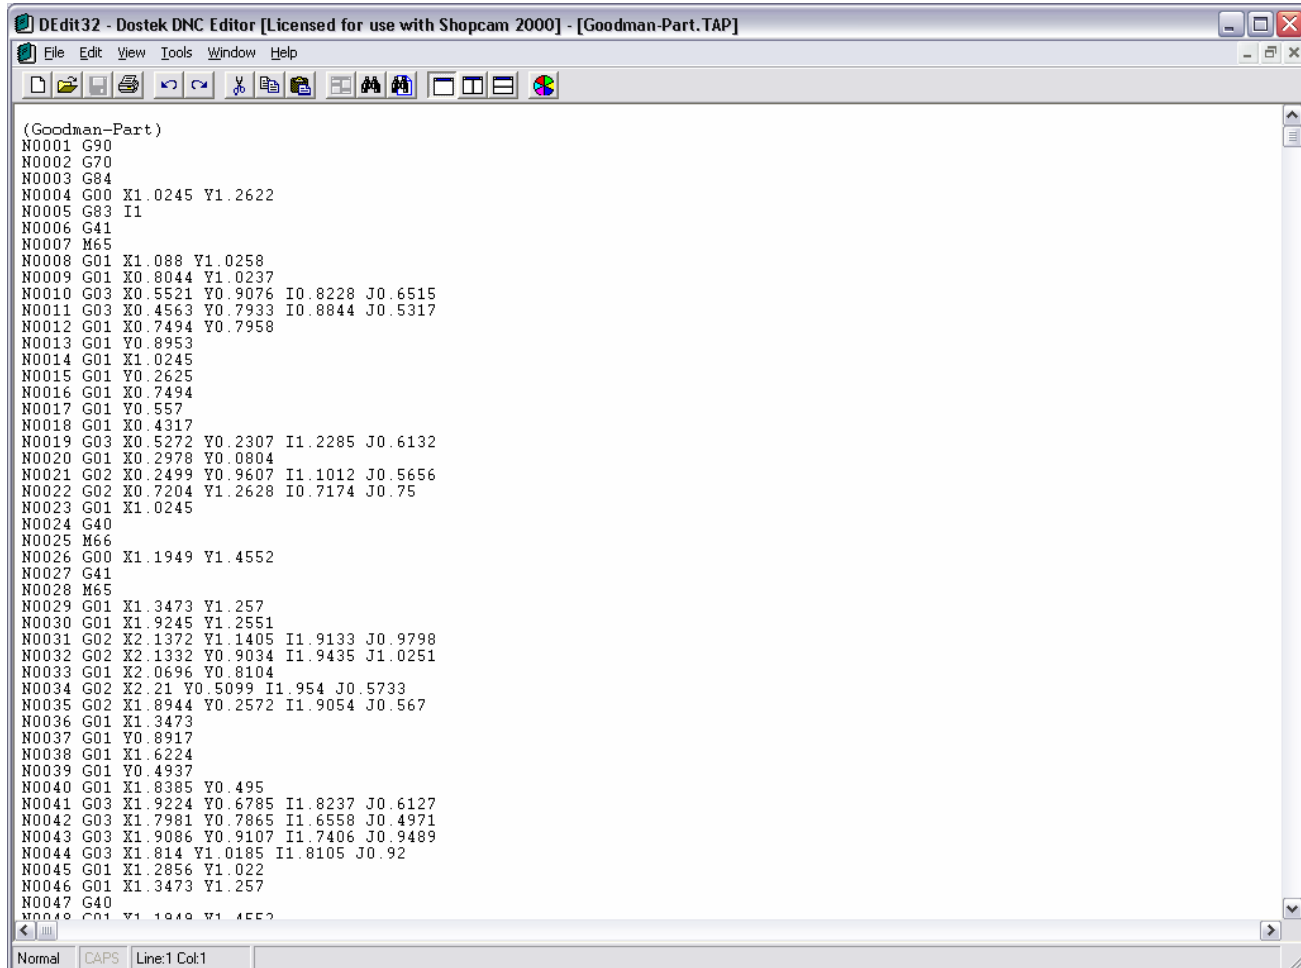 DEdit32 - Dostek DNC Editor [Licensed for use with Shopcam 2000] - [Goodman-Part.TAP]
File Edit View Tools Window Help
(Goodman-Part)
N0001 G90
N0002 G70
N0003 G84
N0004 G00 X1.0245 Y1.2622
N0005 G83 I1
N0006 G41
N0007 M65
N0008 G01 X1.088 Y1.0258
N0009 G01 X0.8044 Y1.0237
N0010 G03 X0.5521 Y0.9076 I0.8228 J0.6515
N0011 G03 X0.4563 Y0.7933 I0.8844 J0.5317
N0012 G01 X0.7494 Y0.7958
N0013 G01 Y0.8953
N0014 G01 X1.0245
N0015 G01 Y0.2625
N0016 G01 X0.7494
N0017 G01 Y0.557
N0018 G01 X0.4317
N0019 G03 X0.5272 Y0.2307 I1.2285 J0.6132
N0020 G01 X0.2978 Y0.0804
N0021 G02 X0.2499 Y0.9607 I1.1012 J0.5656
N0022 G02 X0.7204 Y1.2628 I0.7174 J0.75
N0023 G01 X1.0245
N0024 G40
N0025 M66
N0026 G00 X1.1949 Y1.4552
N0027 G41
N0028 M65
N0029 G01 X1.3473 Y1.257
N0030 G01 X1.9245 Y1.2551
N0031 G02 X2.1372 Y1.1405 I1.9133 J0.9798
N0032 G02 X2.1332 Y0.9034 I1.9435 J1.0251
N0033 G01 X2.0696 Y0.8104
N0034 G02 X2.21 Y0.5099 I1.954 J0.5733
N0035 G02 X1.8944 Y0.2572 I1.9054 J0.567
N0036 G01 X1.3473
N0037 G01 Y0.8917
N0038 G01 X1.6224
N0039 G01 Y0.4937
N0040 G01 X1.8385 Y0.495
N0041 G03 X1.9224 Y0.6785 I1.8237 J0.6127
N0042 G03 X1.7981 Y0.7865 I1.6558 J0.4971
N0043 G03 X1.9086 Y0.9107 I1.7406 J0.9489
N0044 G03 X1.814 Y1.0185 I1.8105 J0.92
N0045 G01 X1.2856 Y1.022
N0046 G01 X1.3473 Y1.257
N0047 G40
N0048 G01 X1.1949 Y1.4552
Normal CAPS Line:1 Col:1